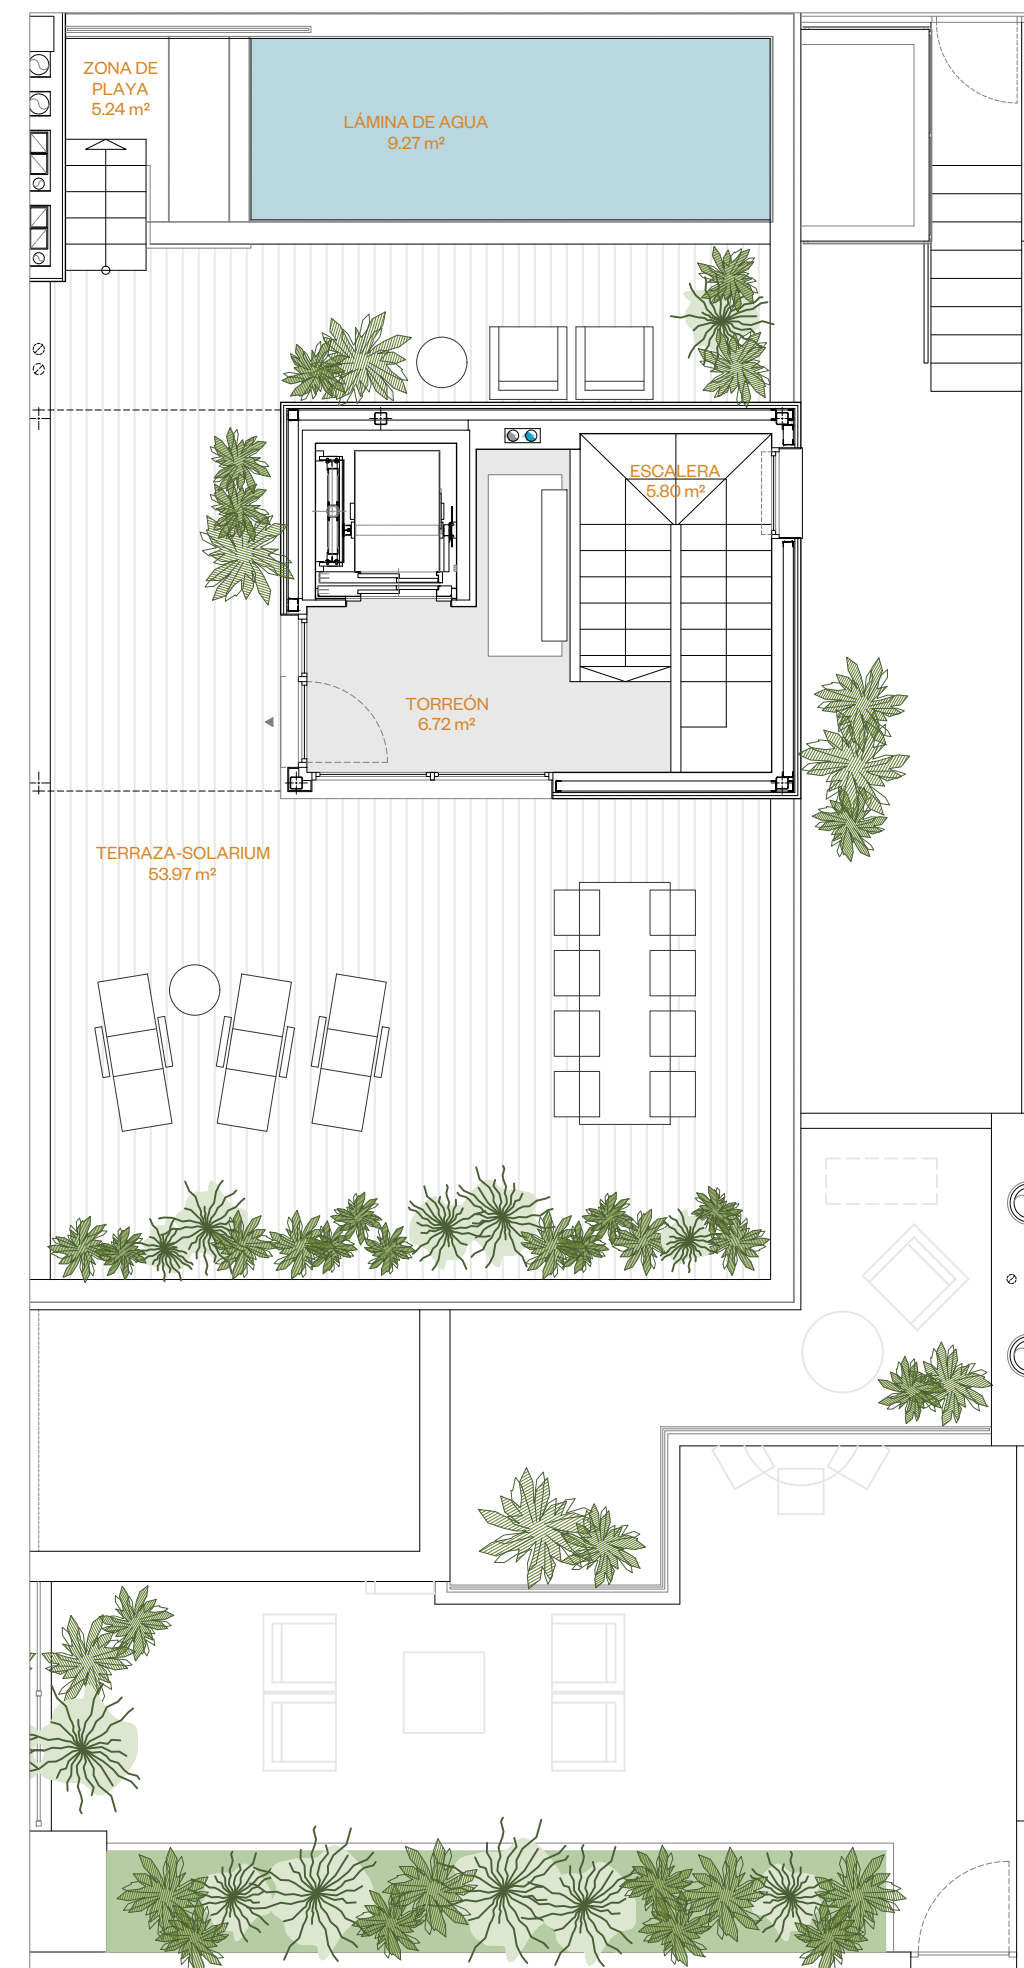 ZONA DE
PLAYA
5.24 m²
LÁMINA DE AGUA
9.27 m²
ESCALERA
5.80 m²
TORREÓN
6.72 m²
TERRAZA-SOLARIUM
53.97 m²